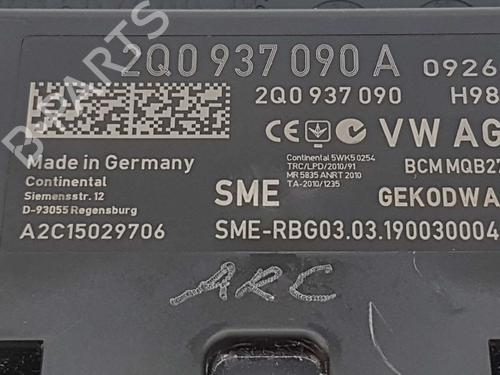 2Q0 937 090 A 0926
2Q0 937 090 H98
CE VW AG
Continental 5WK5 0254
TRC/LPD/2010/91
MR 5835 ANRT 2010
TA-2010/1235
BCM MQB27
Made in Germany
Continental
Siemensstr. 12
D-93055 Regensburg
SME GEKODWA
A2C15029706 SME-RBG03.03.190030004
ARC
B-PARTS